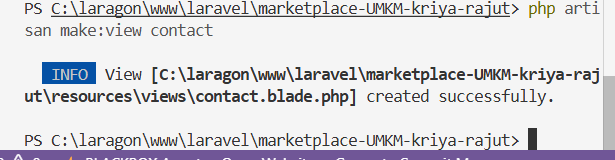 PS C:\laragon\www\laravel\marketplace-UMKM-kriya-rajut> php arti
san make:view contact
INFO View [C:\laragon\www\laravel\marketplace-UMKM-kriya-raj
ut\resources\views\contact.blade.php] created successfully.
PS C:\laragon\www\laravel\marketplace-UMKM-kriya-rajut>